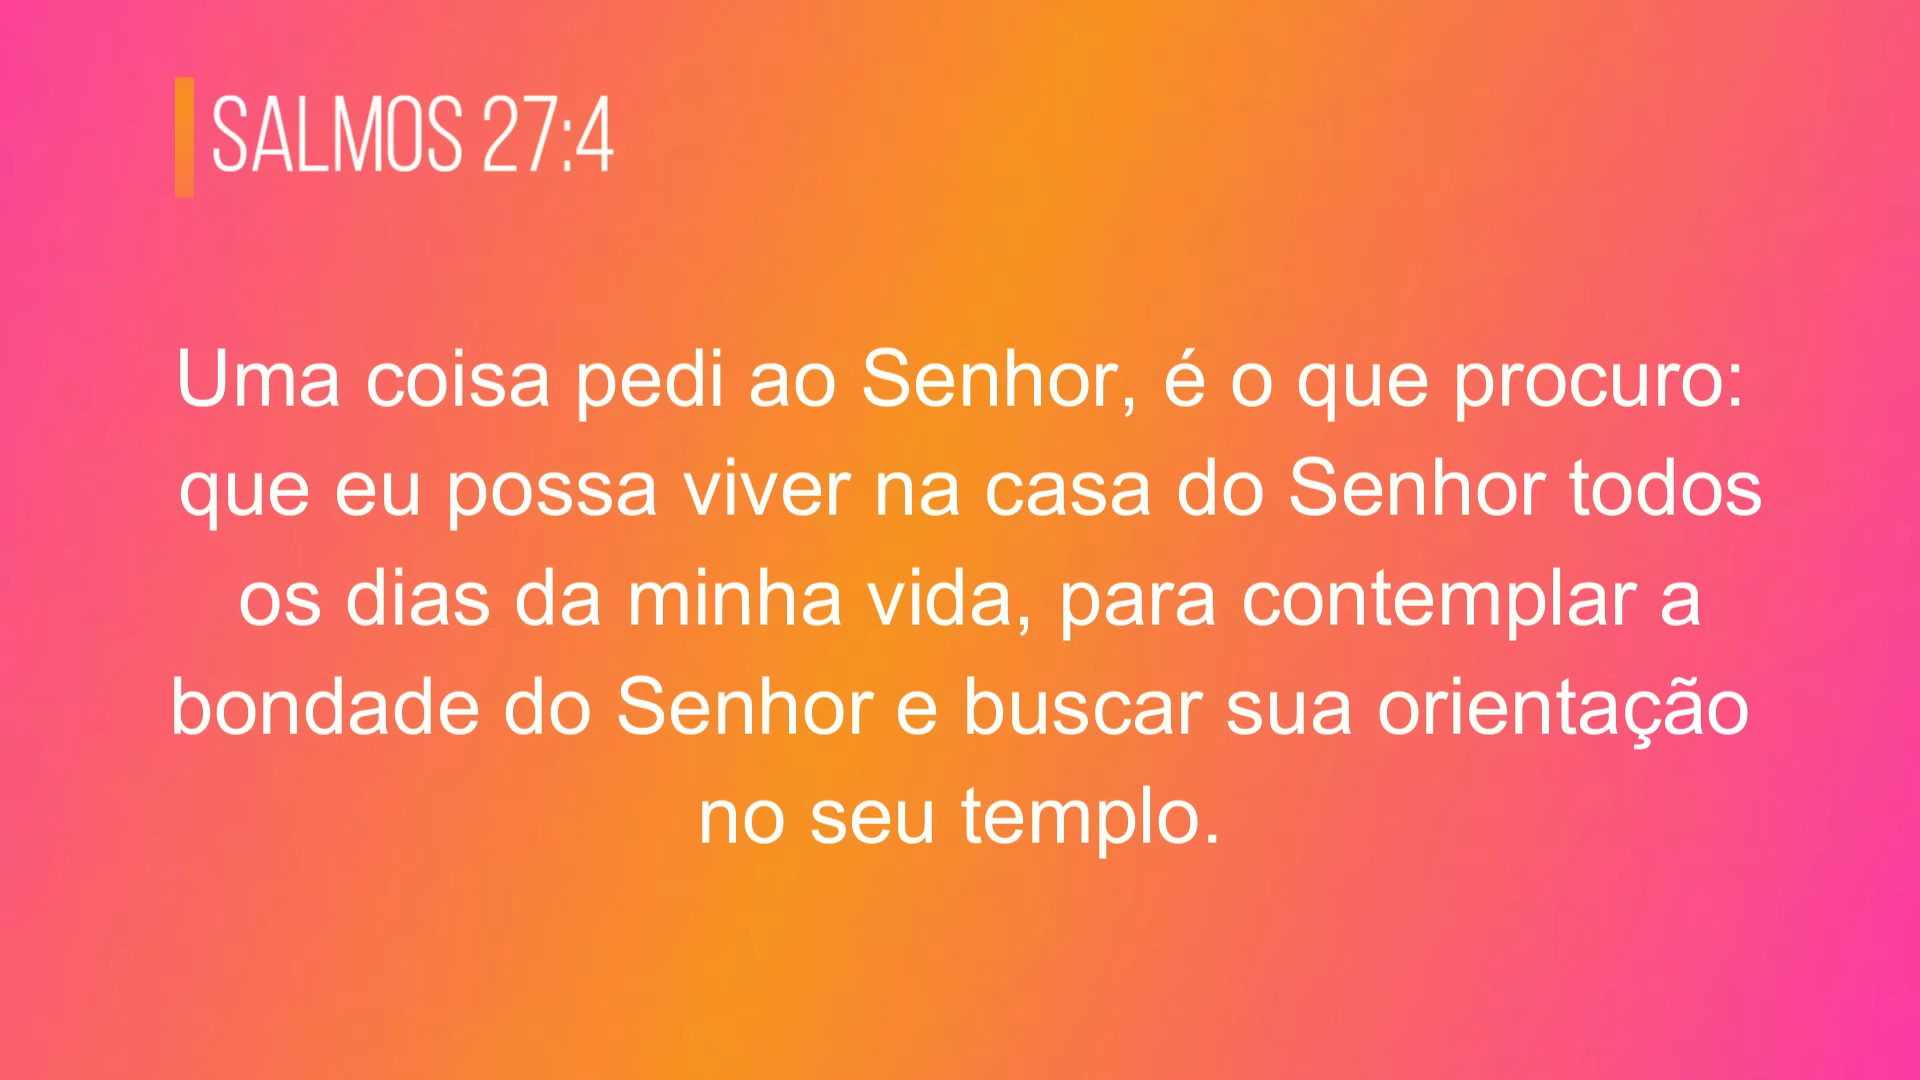 SALMOS 27:4
Uma coisa pedi ao Senhor, é o que procuro:
que eu possa viver na casa do Senhor todos
os dias da minha vida, para contemplar a
bondade do Senhor e buscar sua orientação
no seu templo.